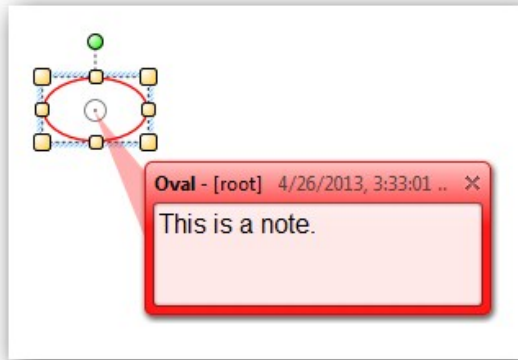 Oval - [root] 4/26/2013, 3:33:01 ..
This is a note.